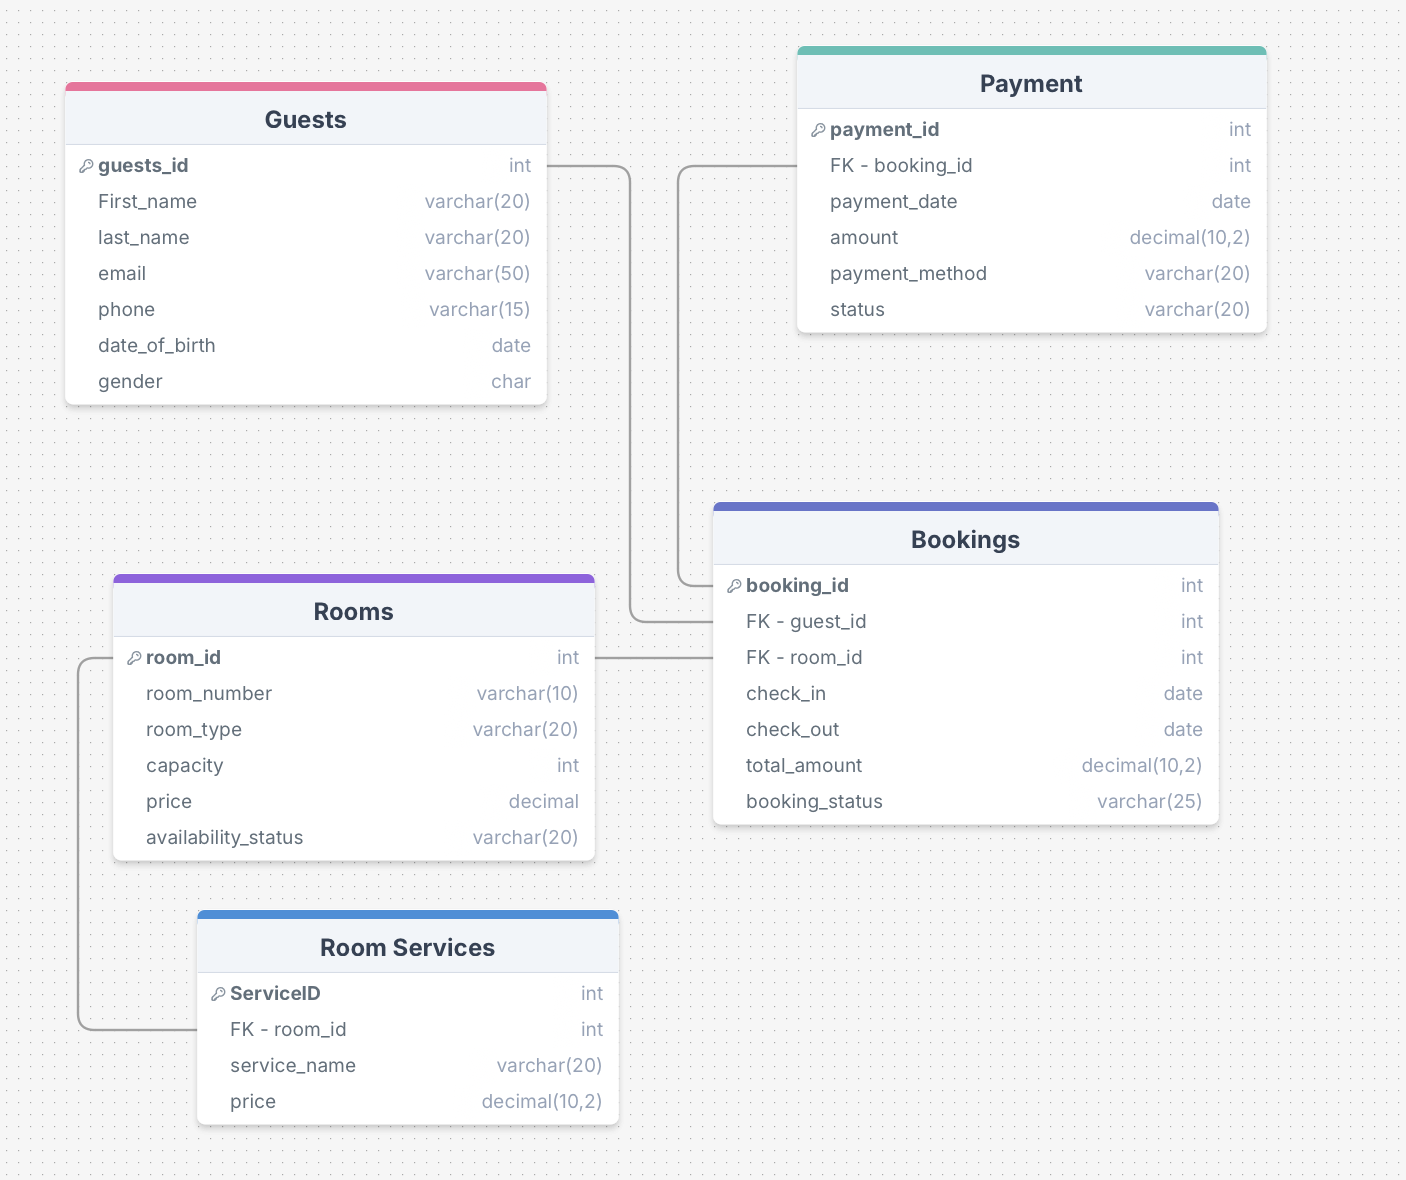 Guests
guests_id int
First_name varchar(20)
last_name varchar(20)
email varchar(50)
phone varchar(15)
date_of_birth date
gender char
Payment
payment_id int
FK - booking_id int
payment_date date
amount decimal(10,2)
payment_method varchar(20)
status varchar(20)
Rooms
room_id int
room_number varchar(10)
room_type varchar(20)
capacity int
price decimal
availability_status varchar(20)
Bookings
booking_id int
FK - guest_id int
FK - room_id int
check_in date
check_out date
total_amount decimal(10,2)
booking_status varchar(25)
Room Services
ServiceID int
FK - room_id int
service_name varchar(20)
price decimal(10,2)